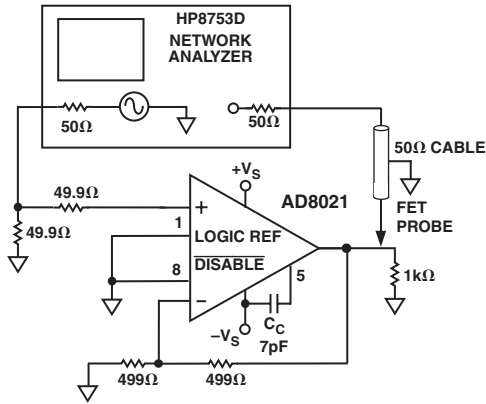 HP8753D
NETWORK
ANALYZER
50Ω
50Ω
50Ω CABLE
+VS
49.9Ω
AD8021
FET
PROBE
+
49.9Ω
1
LOGIC REF
8
DISABLE
5
1kΩ
−
CC
−VS
7pF
499Ω
499Ω